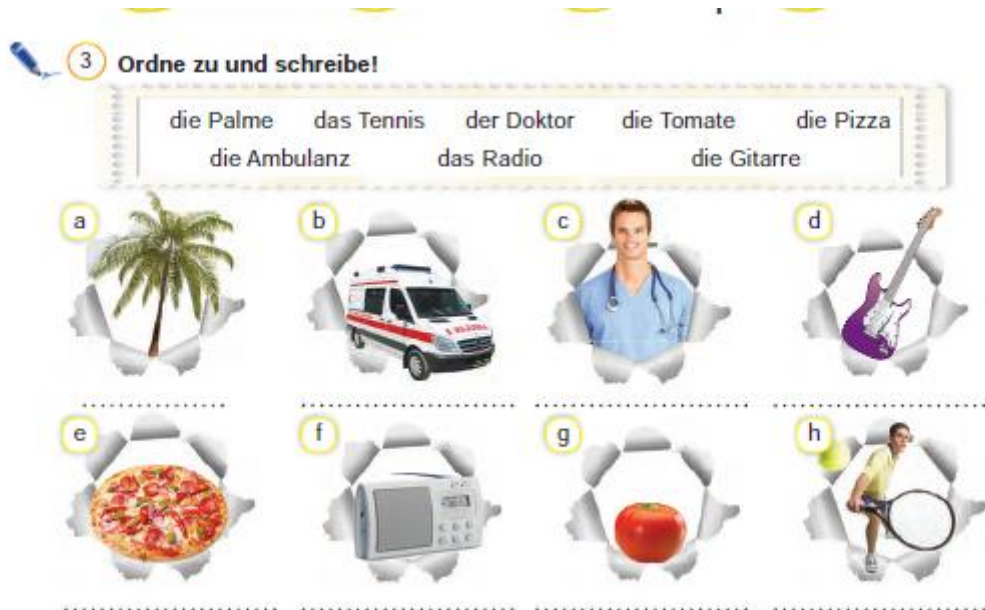 3 Ordne zu und schreibe!
die Palme das Tennis der Doktor die Tomate die Pizza
die Ambulanz das Radio die Gitarre
a b c d
e f g h